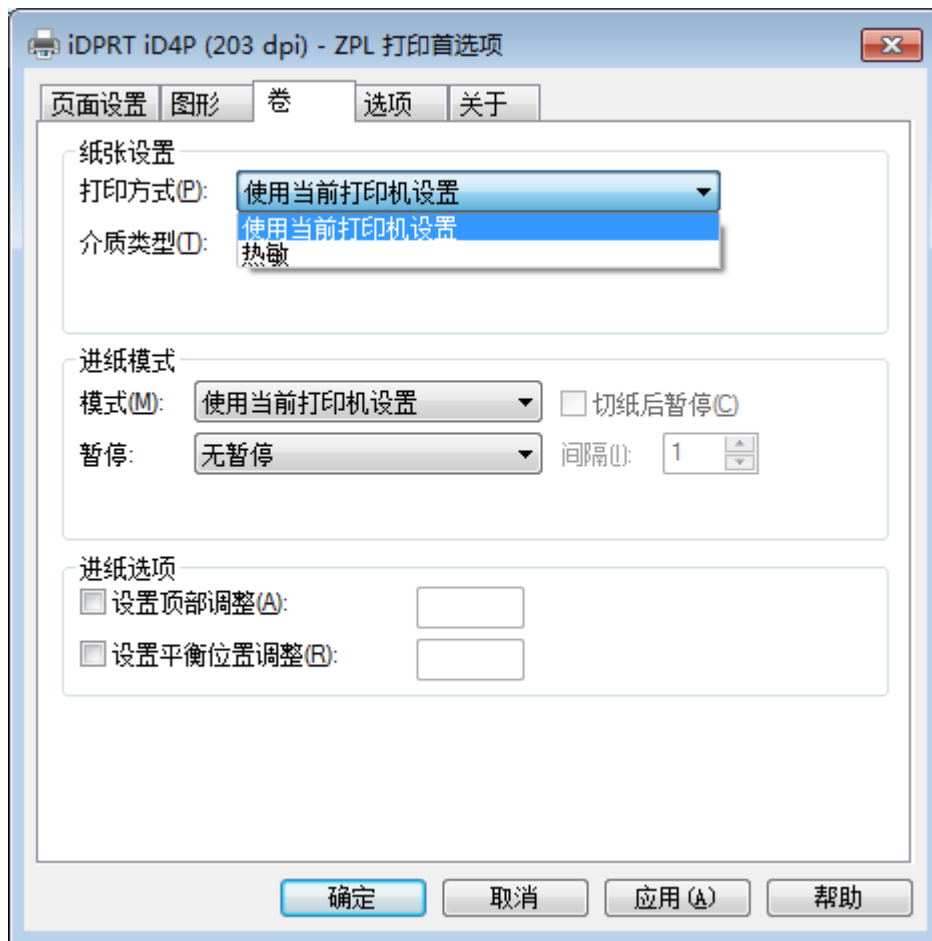 iDPRT iD4P (203 dpi) - ZPL 打印首选项
页面设置 图形 卷 选项 关于
纸张设置
打印方式(P): 使用当前打印机设置
使用当前打印机设置
介质类型(T):
热敏
进纸模式
模式(M): 使用当前打印机设置 切纸后暂停(C)
暂停: 无暂停 间隔(I): 1
进纸选项
设置顶部调整(A):
设置平衡位置调整(R):
确定 取消 应用(A) 帮助